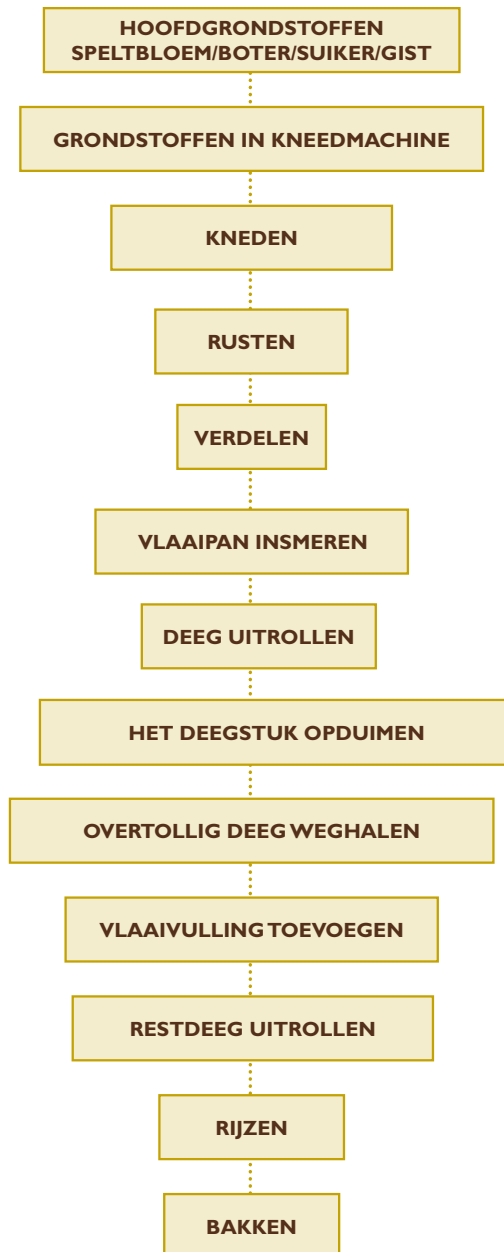 HOOFDGRONDSTOFFEN
SPELTBLOEM/BOTER/SUIKER/GIST
GRONDSTOFFEN IN KNEEDMACHINE
KNEDEN
RUSTEN
VERDELEN
VLAAIPAN INSMEREN
DEEG UITROLLEN
HET DEEGSTUK OPDUIMEN
OVERTOLLIG DEEG WEGHALEN
VLAAIVULLING TOEVOEGEN
RESTDEEG UITROLLEN
RIJZEN
BAKKEN